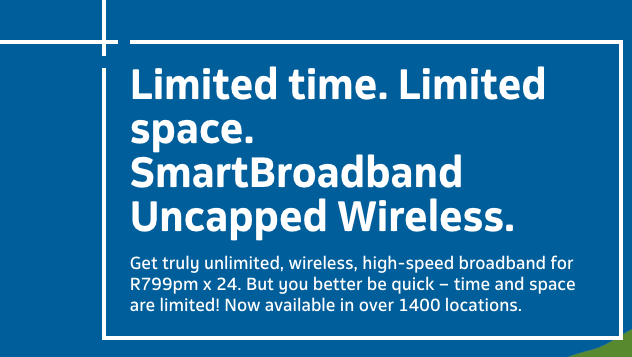 Limited time. Limited
space.
SmartBroadband
Uncapped Wireless.
Get truly unlimited, wireless, high-speed broadband for
R799pm x 24. But you better be quick – time and space
are limited! Now available in over 1400 locations.